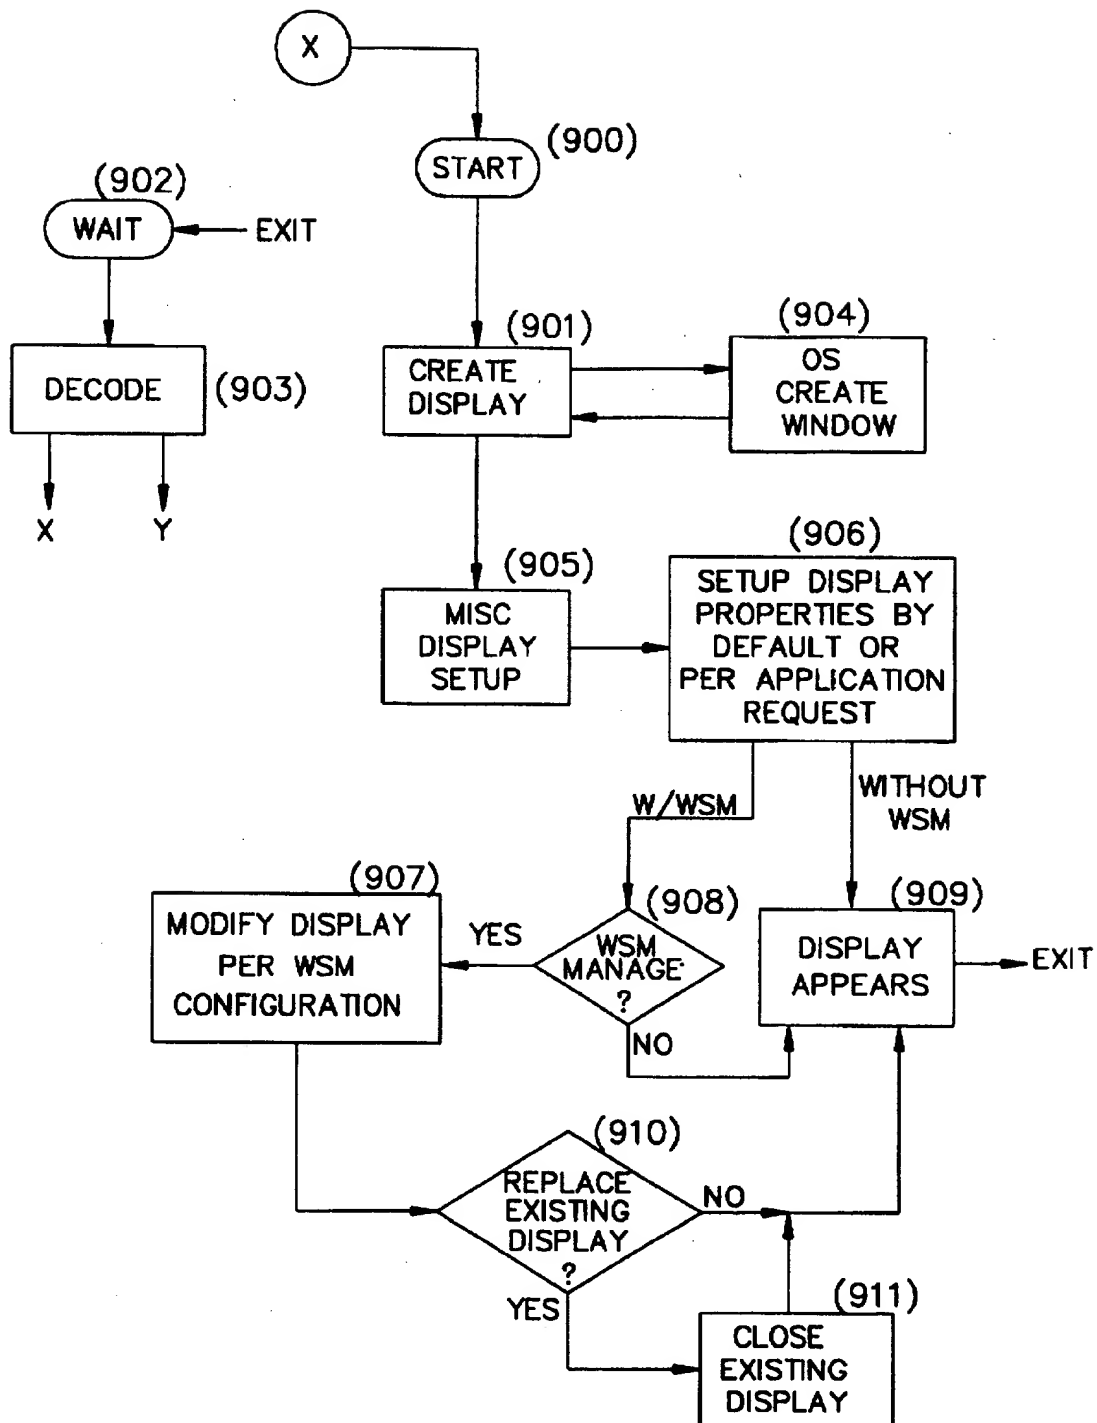 X
(900)
START
(902)
WAIT
EXIT
(901)
(904)
CREATE
DISPLAY
OS
CREATE
WINDOW
DECODE
(903)
X
Y
(905)
(906)
MISC
DISPLAY
SETUP
SETUP DISPLAY
PROPERTIES BY
DEFAULT OR
PER APPLICATION
REQUEST
W/WSM
WITHOUT
WSM
(907)
(908)
(909)
MODIFY DISPLAY
PER WSM
CONFIGURATION
YES
WSM
MANAGE
?
NO
DISPLAY
APPEARS
EXIT
(910)
REPLACE
EXISTING
DISPLAY
?
NO
YES
(911)
CLOSE
EXISTING
DISPLAY